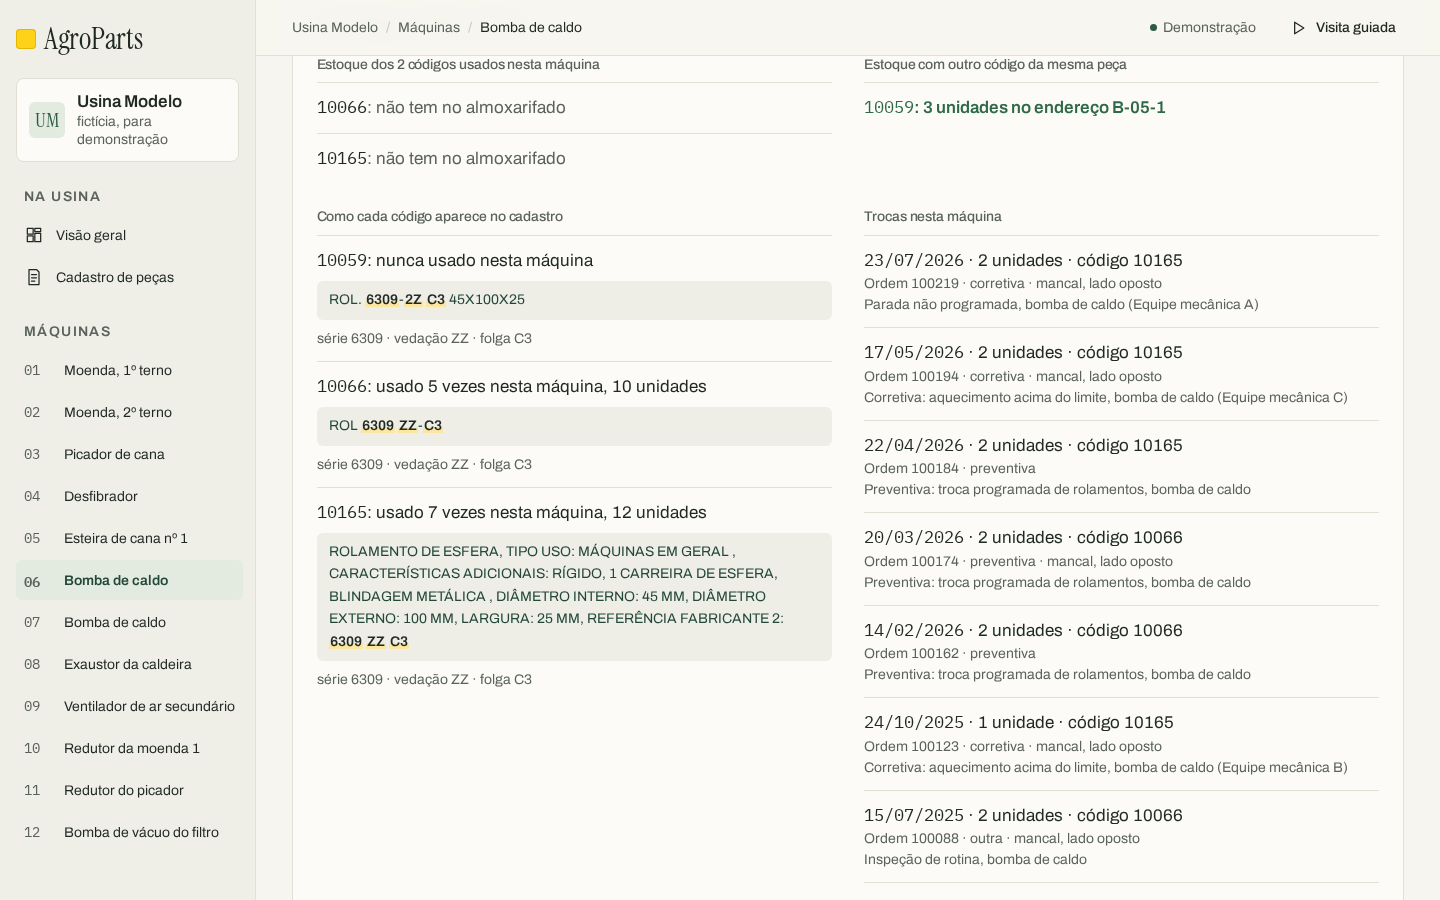 AgroParts
UM
Usina Modelo
fictícia, para
demonstração
NA USINA
Visão geral
Cadastro de peças
MÁQUINAS
01 Moenda, 1º terno
02 Moenda, 2º terno
03 Picador de cana
04 Desfibrador
05 Esteira de cana nº 1
06 Bomba de caldo
07 Bomba de caldo
08 Exaustor da caldeira
09 Ventilador de ar secundário
10 Redutor da moenda 1
11 Redutor do picador
12 Bomba de vácuo do filtro
Usina Modelo / Máquinas / Bomba de caldo
Demonstração
Visita guiada
Estoque dos 2 códigos usados nesta máquina
10066: não tem no almoxarifado
10165: não tem no almoxarifado
Estoque com outro código da mesma peça
10059: 3 unidades no endereço B-05-1
Como cada código aparece no cadastro
10059: nunca usado nesta máquina
ROL. 6309-2Z C3 45X100X25
série 6309 · vedação ZZ · folga C3
10066: usado 5 vezes nesta máquina, 10 unidades
ROL 6309 ZZ-C3
série 6309 · vedação ZZ · folga C3
10165: usado 7 vezes nesta máquina, 12 unidades
ROLAMENTO DE ESFERA, TIPO USO: MÁQUINAS EM GERAL ,
CARACTERÍSTICAS ADICIONAIS: RÍGIDO, 1 CARREIRA DE ESFERA,
BLINDAGEM METÁLICA , DIÂMETRO INTERNO: 45 MM, DIÂMETRO
EXTERNO: 100 MM, LARGURA: 25 MM, REFERÊNCIA FABRICANTE 2:
6309 ZZ C3
série 6309 · vedação ZZ · folga C3
Trocas nesta máquina
23/07/2026 · 2 unidades · código 10165
Ordem 100219 · corretiva · mancal, lado oposto
Parada não programada, bomba de caldo (Equipe mecânica A)
17/05/2026 · 2 unidades · código 10165
Ordem 100194 · corretiva · mancal, lado oposto
Corretiva: aquecimento acima do limite, bomba de caldo (Equipe mecânica C)
22/04/2026 · 2 unidades · código 10165
Ordem 100184 · preventiva
Preventiva: troca programada de rolamentos, bomba de caldo
20/03/2026 · 2 unidades · código 10066
Ordem 100174 · preventiva · mancal, lado oposto
Preventiva: troca programada de rolamentos, bomba de caldo
14/02/2026 · 2 unidades · código 10066
Ordem 100162 · preventiva
Preventiva: troca programada de rolamentos, bomba de caldo
24/10/2025 · 1 unidade · código 10165
Ordem 100123 · corretiva · mancal, lado oposto
Corretiva: aquecimento acima do limite, bomba de caldo (Equipe mecânica B)
15/07/2025 · 2 unidades · código 10066
Ordem 100088 · outra · mancal, lado oposto
Inspeção de rotina, bomba de caldo